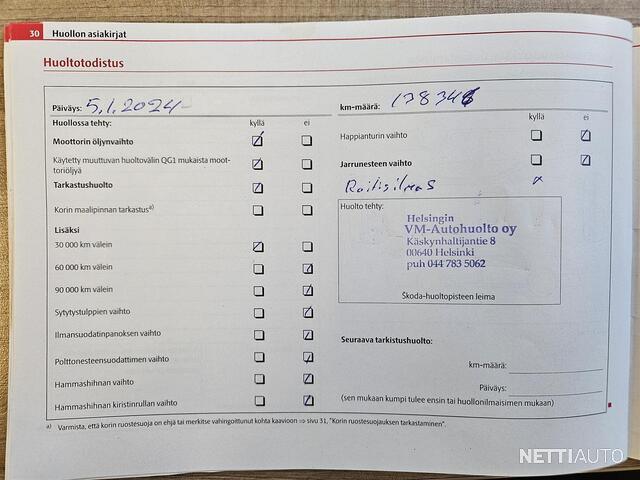 30 Huollon asiakirjat
Huoltotodistus
Päiväys: 5.1.2024
km-määrä: 178346
Huollossa tehty: kyllä ei
Moottorin öljynvaihto
Käytetty muuttuvan huoltovälin QG1 mukaista moot-
toriöljyä
Tarkastushuolto
Korin maalipinnan tarkastus a)
Lisäksi
30 000 km välein
60 000 km välein
90 000 km välein
Sytytystulppien vaihto
Ilmansuodatinpanoksen vaihto
Polttonesteensuodattimen vaihto
Hammashihnan vaihto
Hammashihnan kiristinrullan vaihto
kyllä ei
Happianturin vaihto
Jarrunesteen vaihto
Raitisilmas x
Huolto tehty:
Helsingin
VM-Autohuolto oy
Käskynhaltijantie 8
00640 Helsinki
puh 044 783 5062
Škoda-huoltopisteen leima
Seuraava tarkistushuolto:
km-määrä:
Päiväys:
(sen mukaan kumpi tulee ensin tai huollonilmaisimen mukaan)
a) Varmista, että korin ruostesuoja on ehjä tai merkitse vahingoittunut kohta kaavioon ⇒ sivu 31, "Korin ruostesuojauksen tarkastaminen".
NETTIAUTO